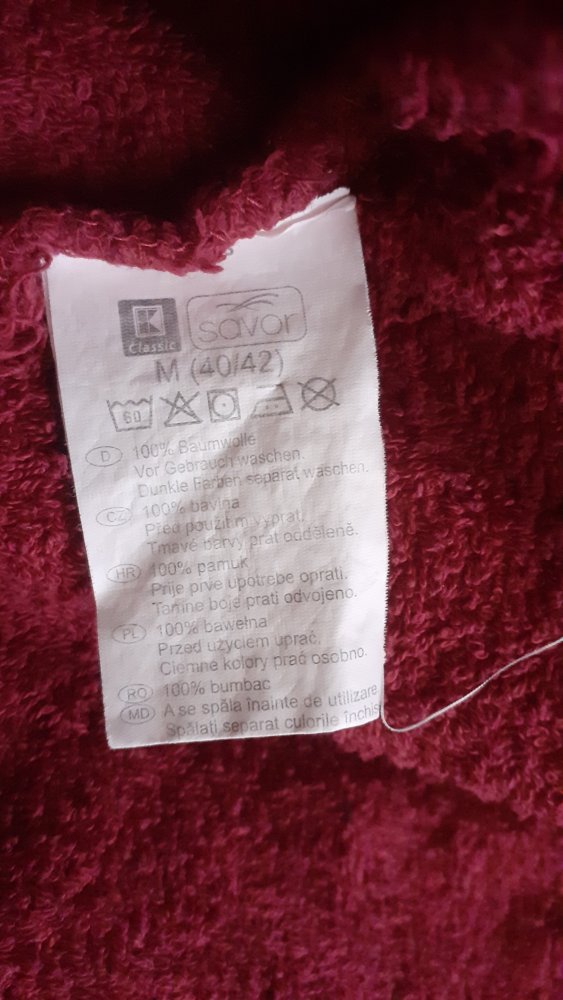 K
Classic
savor
M (40/42)
60
D 100% Baumwolle
Vor Gebrauch waschen.
Dunkle Farben separat waschen.
CZ 100% bavlna
Před použitím vyprat.
Tmavé barvy prát odděleně.
HR 100% pamuk
Prije prve upotrebe oprati.
Tamne boje prati odvojeno.
PL 100% bawełna
Przed użyciem uprać.
Ciemne kolory prać osobno.
RO 100% bumbac
MD A se spăla înainte de utilizare
Spălați separat culorile închis